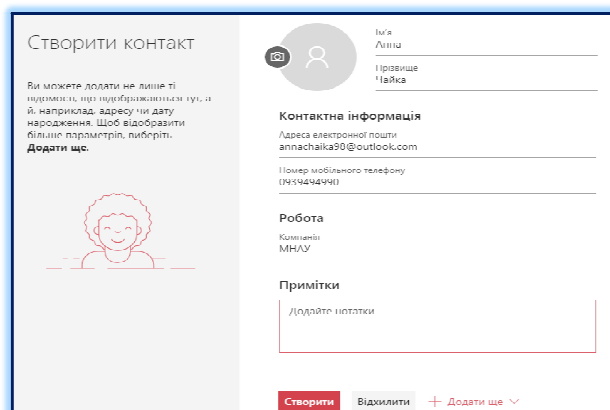 Створити контакт
Ви можете додати не лише ті
відомості, що відображаються тут, а
й, наприклад, адресу чи дату
народження. Щоб відобразити
більше параметрів, виберіть
Додати ще.
Ім'я
Анна
Прізвище
Чайка
Контактна інформація
Адреса електронної пошти
annachaika90@outlook.com
Номер мобільного телефону
0939494990
Робота
Компанія
МНАУ
Примітки
Додайте нотатки
Створити
Відхилити
Додати ще